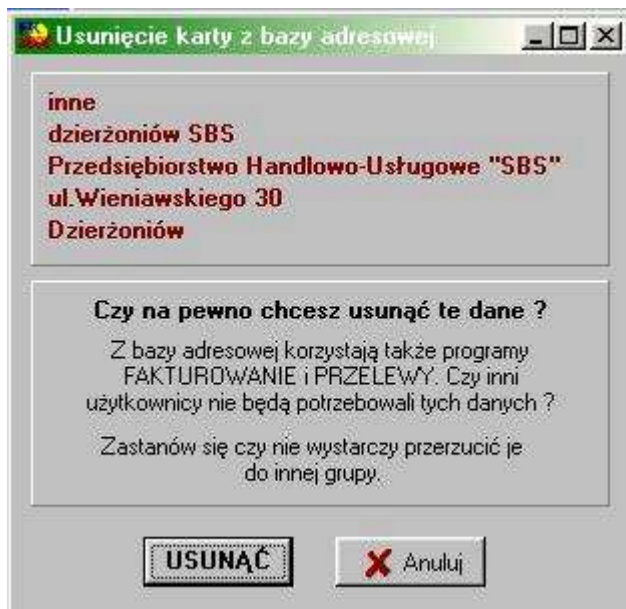 Usunięcie karty z bazy adresowej
inne
dzierżoniów SBS
Przedsiębiorstwo Handlowo-Usługowe "SBS"
ul.Wieniawskiego 30
Dzierżoniów
Czy na pewno chcesz usunąć te dane ?
Z bazy adresowej korzystają także programy
FAKTUROWANIE i PRZELEWY. Czy inni
użytkownicy nie będą potrzebowali tych danych ?
Zastanów się czy nie wystarczy przerzucić je
do innej grupy.
USUNĄĆ
Anuluj